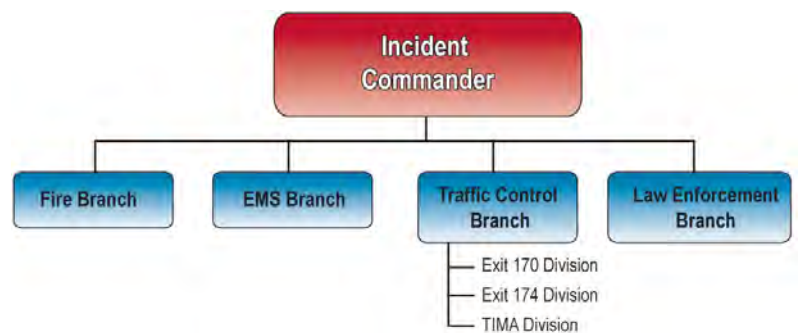 Incident
Commander
Fire Branch
EMS Branch
Traffic Control
Branch
Law Enforcement
Branch
Exit 170 Division
Exit 174 Division
TIMA Division